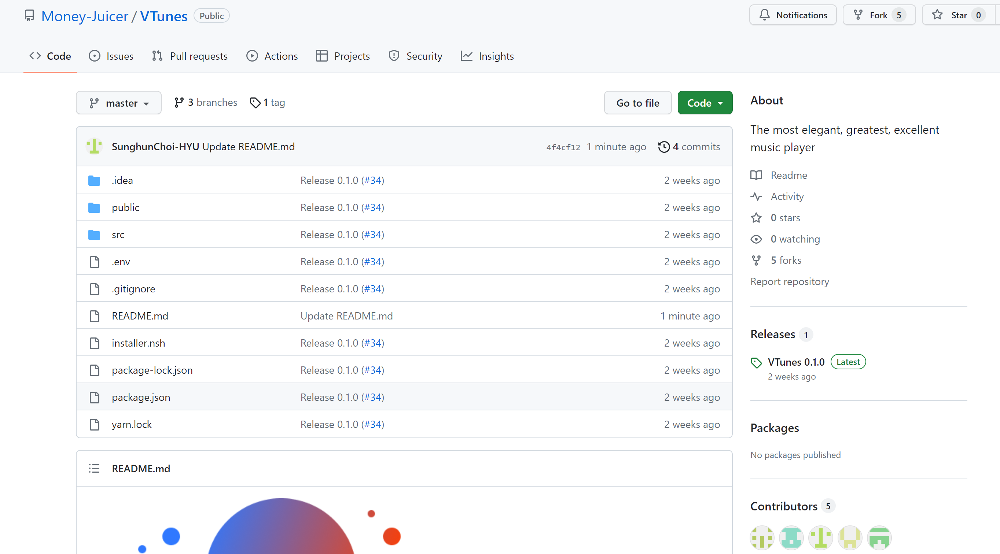 Money-Juicer / VTunes Public
Notifications Fork 5 Star 0
Code Issues Pull requests Actions Projects Security Insights
master 3 branches 1 tag Go to file Code
SunghunChoi-HYU Update README.md 4f4cf12 1 minute ago 4 commits
.idea Release 0.1.0 (#34) 2 weeks ago
public Release 0.1.0 (#34) 2 weeks ago
src Release 0.1.0 (#34) 2 weeks ago
.env Release 0.1.0 (#34) 2 weeks ago
.gitignore Release 0.1.0 (#34) 2 weeks ago
README.md Update README.md 1 minute ago
installer.nsh Release 0.1.0 (#34) 2 weeks ago
package-lock.json Release 0.1.0 (#34) 2 weeks ago
package.json Release 0.1.0 (#34) 2 weeks ago
yarn.lock Release 0.1.0 (#34) 2 weeks ago
README.md
About
The most elegant, greatest, excellent
music player
Readme
Activity
0 stars
0 watching
5 forks
Report repository
Releases 1
VTunes 0.1.0 Latest
2 weeks ago
Packages
No packages published
Contributors 5